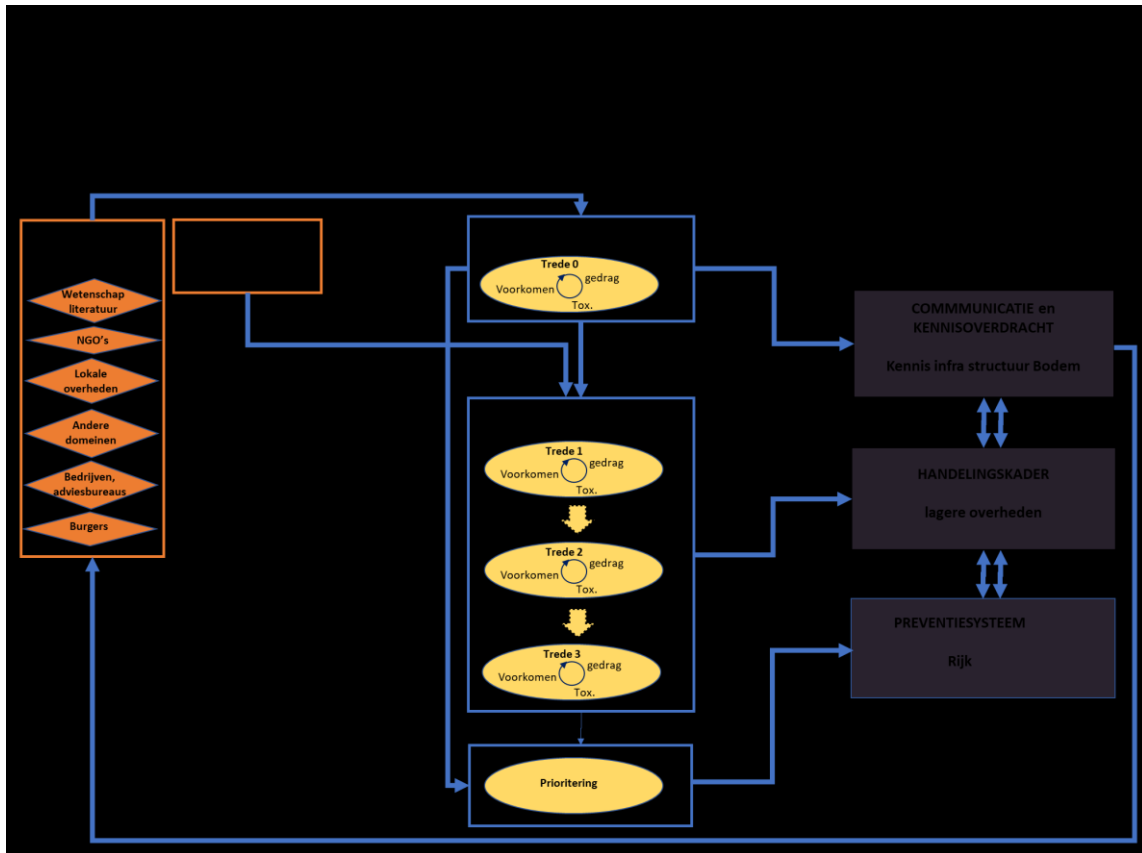 Wetenschap
literatuur
NGO's
Lokale
overheden
Andere
domeinen
Bedrijven,
adviesbureaus
Burgers
Trede 0
gedrag
Voorkomen
Tox.
Trede 1
gedrag
Voorkomen
Tox.
Trede 2
gedrag
Voorkomen
Tox.
Trede 3
gedrag
Voorkomen
Tox.
Prioritering
COMMMUNICATIE en
KENNISOVERDRACHT
Kennis infra structuur Bodem
HANDELINGSKADER
lagere overheden
PREVENTIESYSTEEM
Rijk